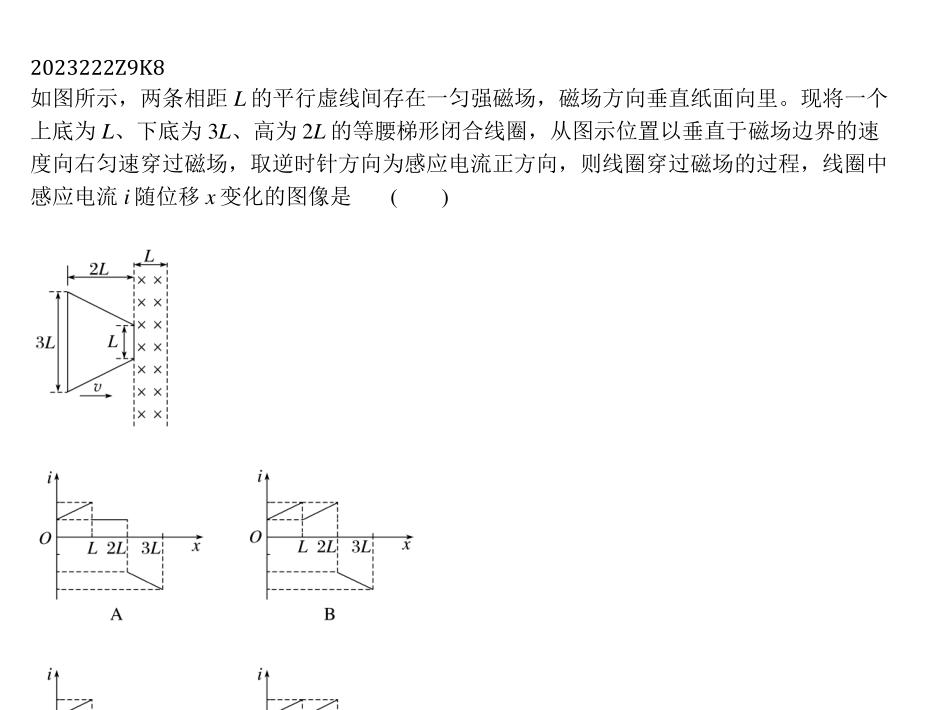 2023222Z9K8
如图所示，两条相距 L 的平行虚线间存在一匀强磁场，磁场方向垂直纸面向里。现将一个
上底为 L、下底为 3L、高为 2L 的等腰梯形闭合线圈，从图示位置以垂直于磁场边界的速
度向右匀速穿过磁场，取逆时针方向为感应电流正方向，则线圈穿过磁场的过程，线圈中
感应电流 i 随位移 x 变化的图像是 (  )
L
2L
× ×
× ×
× ×
3L L × ×
× ×
v × ×
× ×
i i
O L 2L 3L x O L 2L 3L x
A B
i i